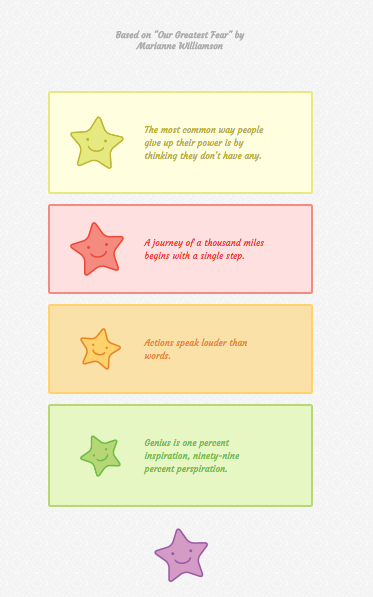 Based on "Our Greatest Fear" by
Marianne Williamson
The most common way people
give up their power is by
thinking they don't have any.
A journey of a thousand miles
begins with a single step.
Actions speak louder than
words.
Genius is one percent
inspiration, ninety-nine
percent perspiration.